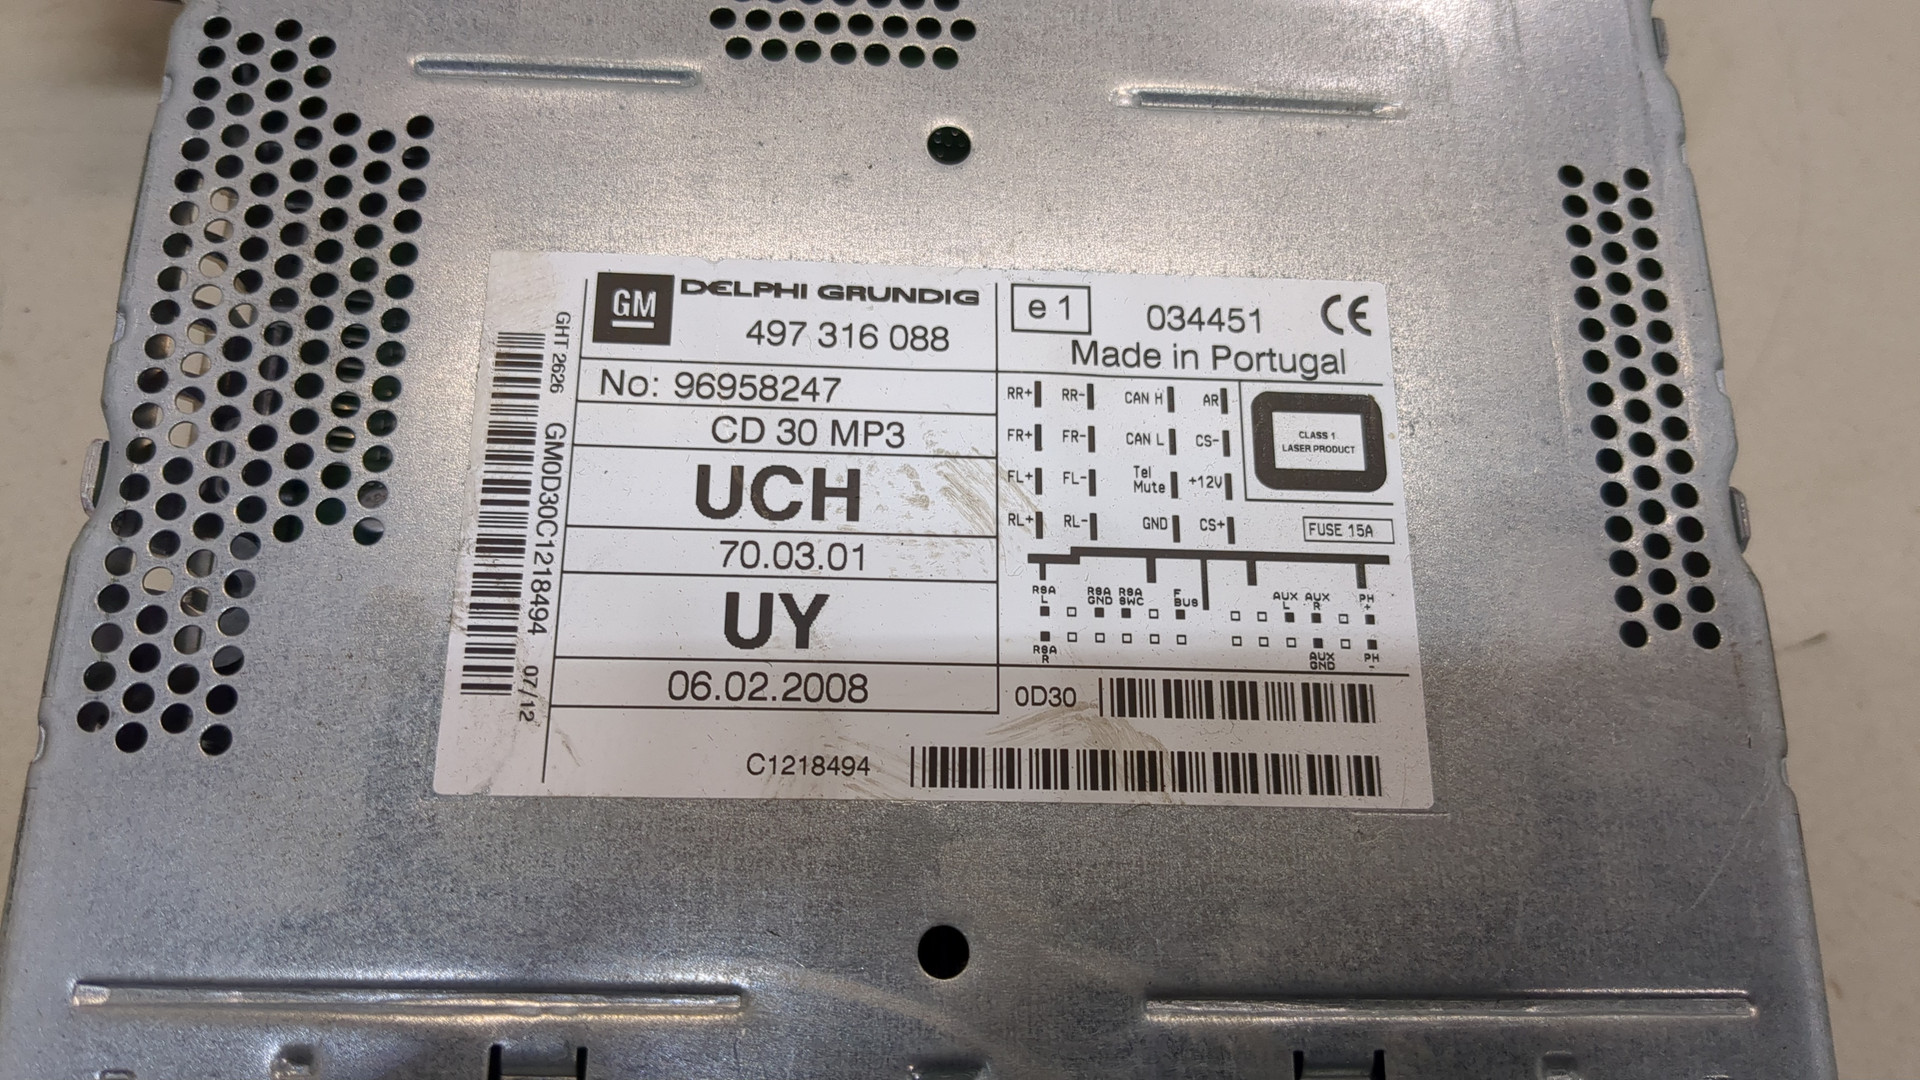 GM DELPHI GRUNDIG
497 316 088
No: 96958247
CD 30 MP3
UCH
70.03.01
UY
06.02.2008
C1218494
e 1 034451 CE
Made in Portugal
RR+ RR- CAN H AR
FR+ FR- CAN L CS-
FL+ FL- Tel Mute +12V
RL+ RL- GND CS+
CLASS 1
LASER PRODUCT
FUSE 15A
RSA L RSA GND RSA SWC F BUS AUX L AUX R PH +
RSA R AUX GND PH -
0D30
GHT 2626 GM0D30C1218494 07/12